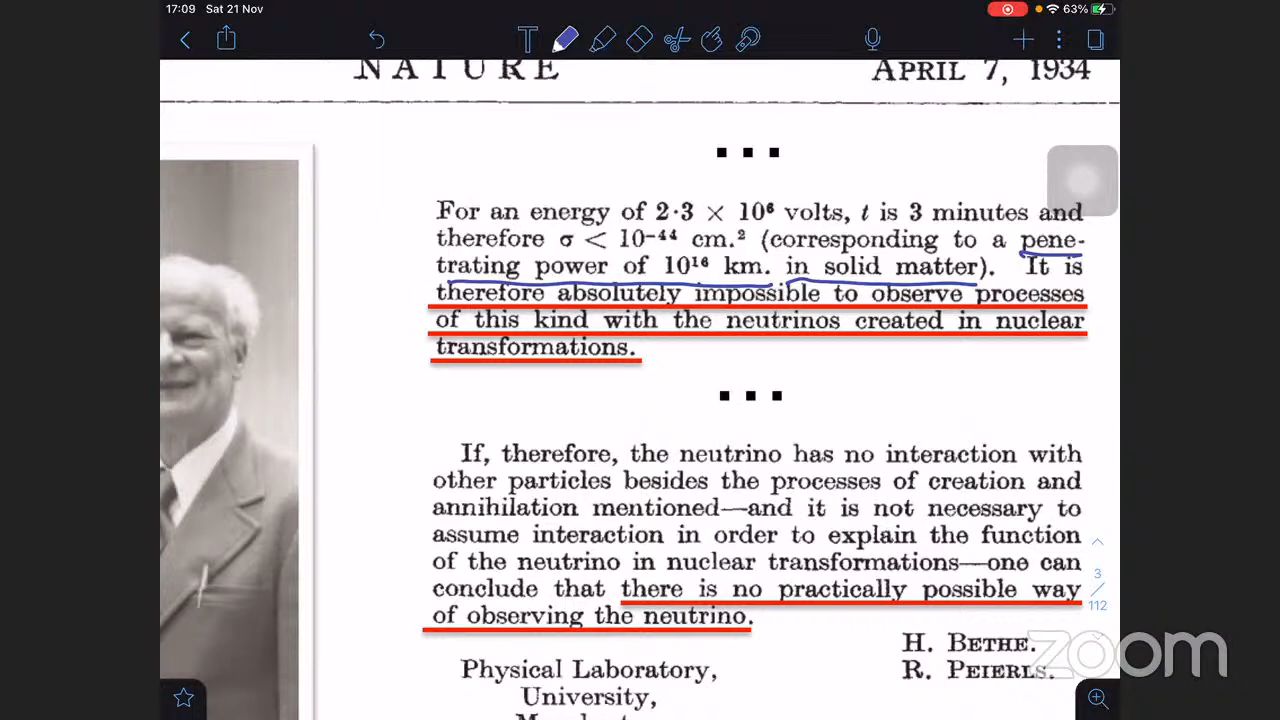 17:09 Sat 21 Nov
63%
NATURE
APRIL 7, 1934
For an energy of 2·3 × 10⁶ volts, t is 3 minutes and
therefore σ < 10⁻⁴⁴ cm.² (corresponding to a pene-
trating power of 10¹⁶ km. in solid matter). It is
therefore absolutely impossible to observe processes
of this kind with the neutrinos created in nuclear
transformations.
If, therefore, the neutrino has no interaction with
other particles besides the processes of creation and
annihilation mentioned—and it is not necessary to
assume interaction in order to explain the function
of the neutrino in nuclear transformations—one can
conclude that there is no practically possible way
of observing the neutrino.
H. BETHE.
R. PEIERLS.
Physical Laboratory,
University,
3
/
112
zoom